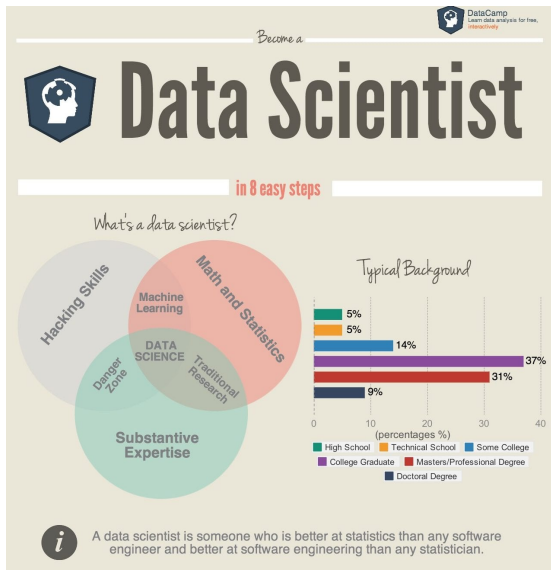 DataCamp
Learn data analysis for free,
interactively
Become a
Data Scientist
in 8 easy steps
What's a data scientist?
Hacking Skills
Math and Statistics
Machine
Learning
DATA
SCIENCE
Danger
Zone
Traditional
Research
Substantive
Expertise
Typical Background
5%
5%
14%
37%
31%
9%
0 10 20 30 40
(percentages %)
High School Technical School Some College
College Graduate Masters/Professional Degree
Doctoral Degree
i
A data scientist is someone who is better at statistics than any software
engineer and better at software engineering than any statistician.